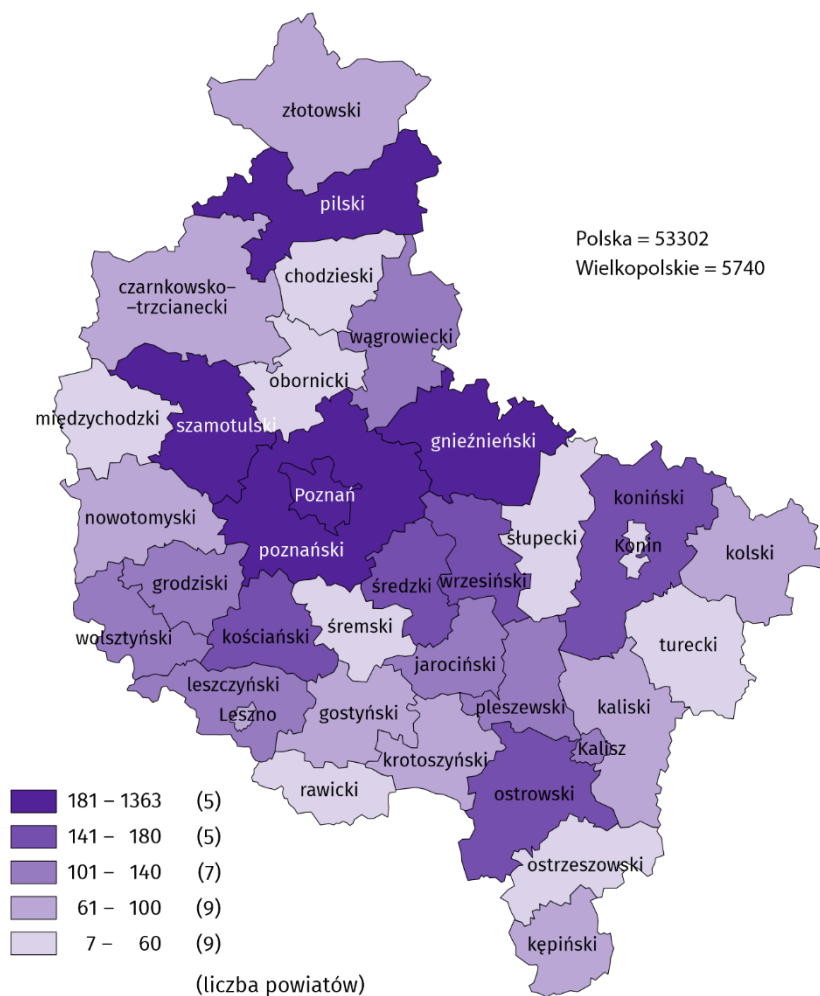 złotowski
pilski
Polska = 53302
Wielkopolskie = 5740
chodzieski
czarnkowsko–
–trzcianecki
wągrowiecki
obornicki
międzychodzki
szamotulski
gnieźnieński
Poznań
koniński
nowotomyski
słupecki
Konin
kolski
poznański
grodziski
średzki
wrzesiński
wolsztyński
kościański
śremski
turecki
jarociński
leszczyński
Leszno
gostyński
pleszewski
kaliski
Kalisz
krotoszyński
rawicki
ostrowski
ostrzeszowski
kępiński
181 – 1363 (5)
141 – 180 (5)
101 – 140 (7)
61 – 100 (9)
7 – 60 (9)
(liczba powiatów)